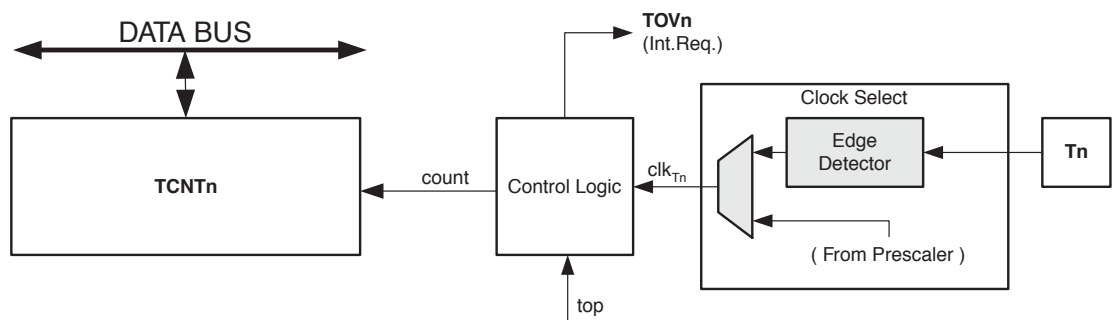 DATA BUS
TOVn
(Int.Req.)
Clock Select
TCNTn
count
Control Logic
clkTn
Edge
Detector
Tn
( From Prescaler )
top